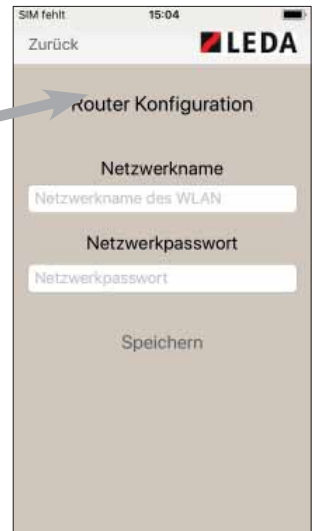 SIM fehlt 15:04
Zurück LEDA
Router Konfiguration
Netzwerkname
Netzwerkname des WLAN
Netzwerkpasswort
Netzwerkpasswort
Speichern